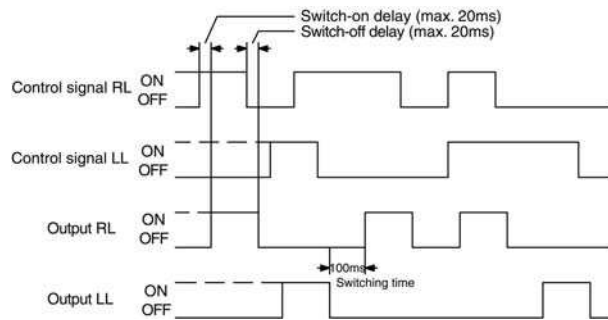 Switch-on delay (max. 20ms)
Switch-off delay (max. 20ms)
Control signal RL ON
OFF
Control signal LL ON
OFF
Output RL ON
OFF
100ms
Switching time
Output LL ON
OFF